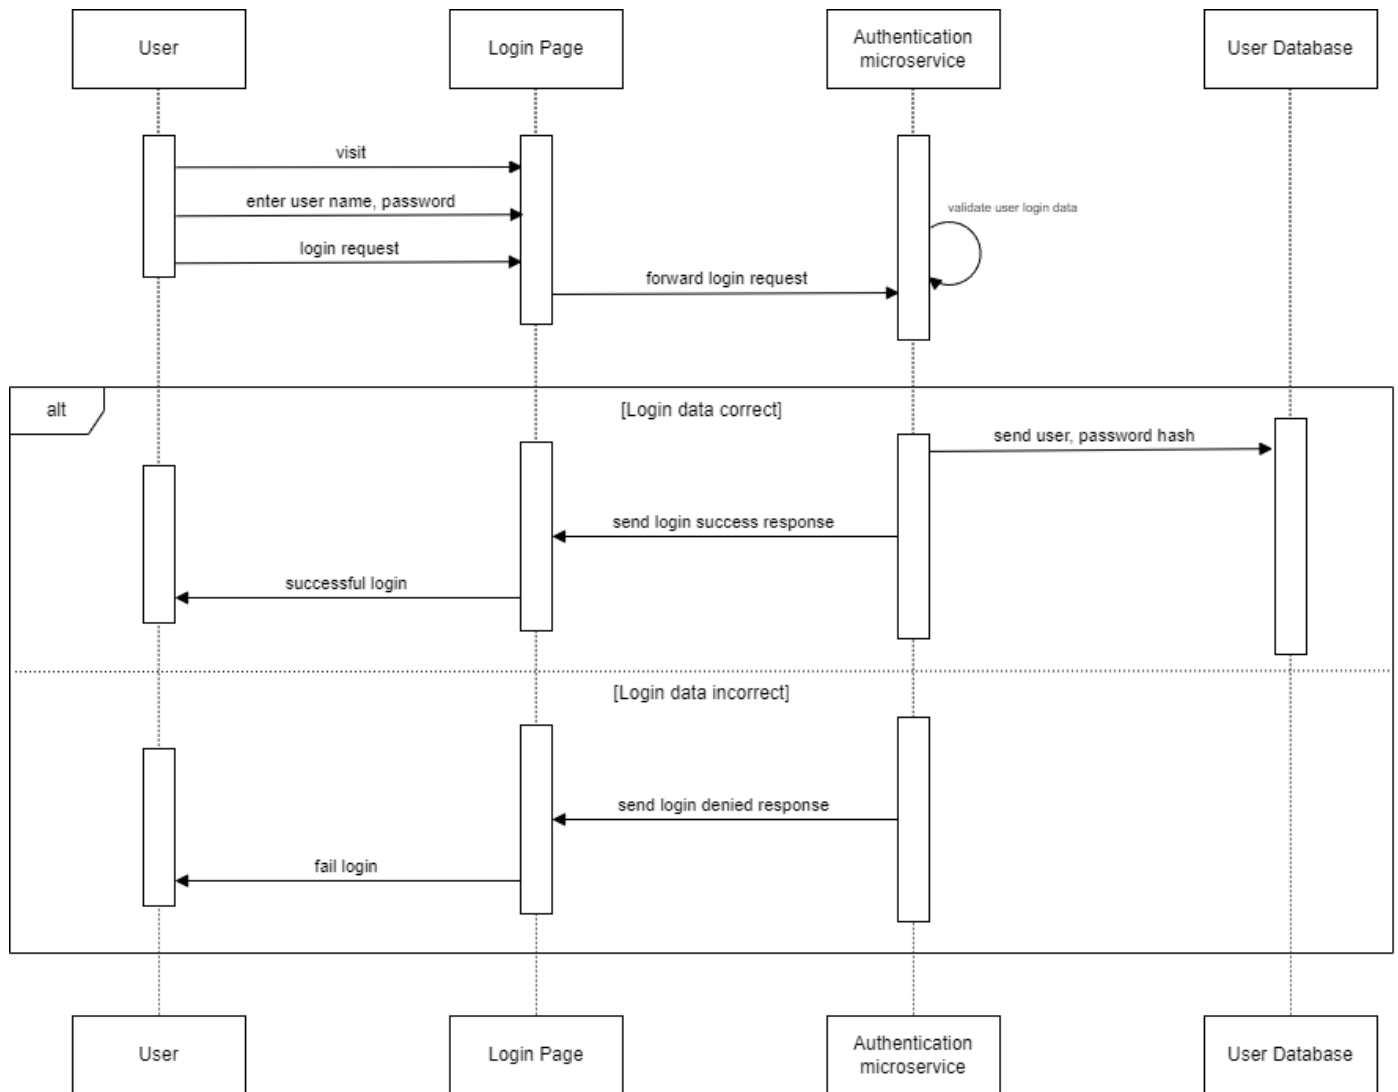 User
Login Page
Authentication
microservice
User Database
visit
enter user name, password
validate user login data
login request
forward login request
alt
[Login data correct]
send user, password hash
send login success response
successful login
[Login data incorrect]
send login denied response
fail login
User
Login Page
Authentication
microservice
User Database